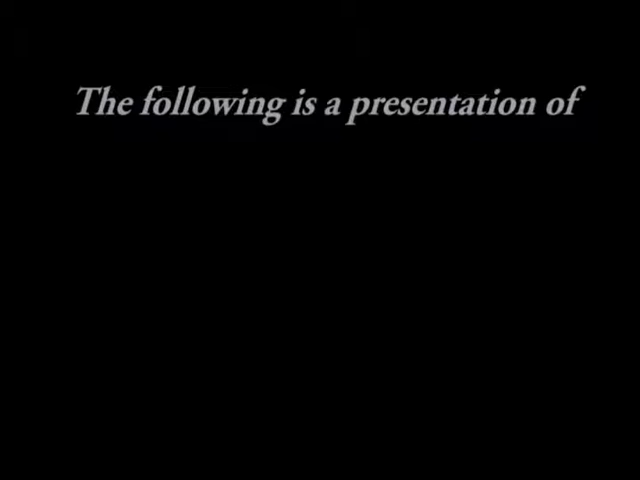 The following is a presentation of